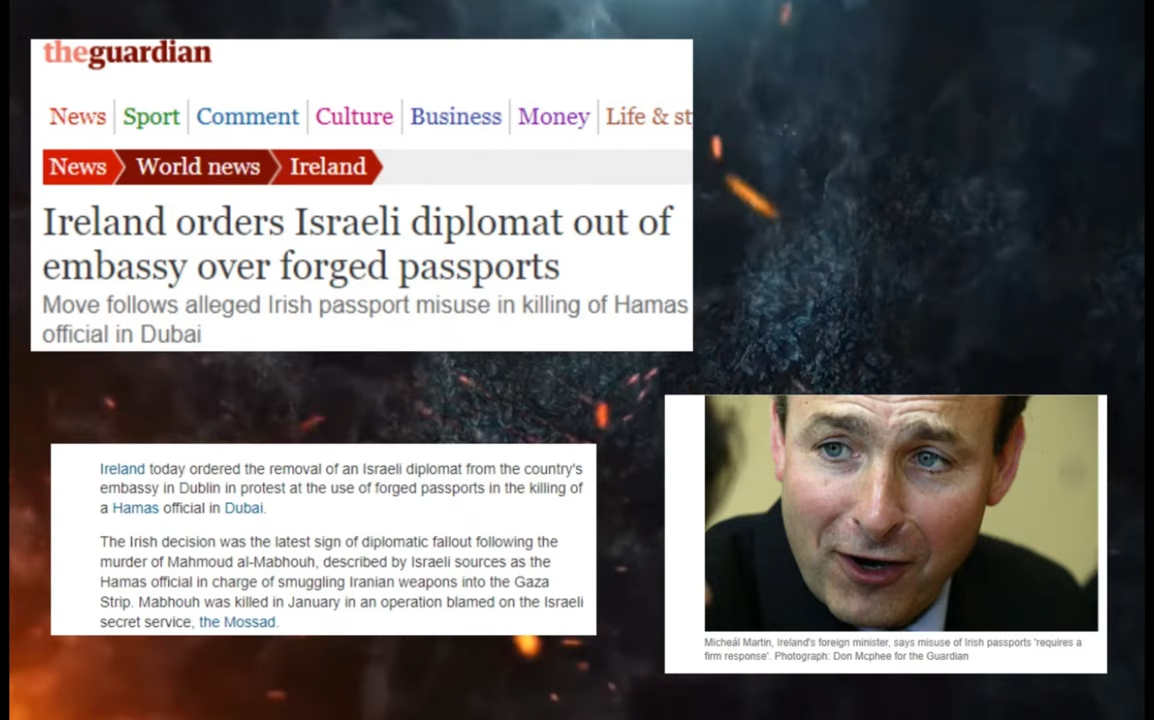 theguardian
News Sport Comment Culture Business Money Life & st
News World news Ireland
Ireland orders Israeli diplomat out of
embassy over forged passports
Move follows alleged Irish passport misuse in killing of Hamas
official in Dubai
Ireland today ordered the removal of an Israeli diplomat from the country's
embassy in Dublin in protest at the use of forged passports in the killing of
a Hamas official in Dubai.
The Irish decision was the latest sign of diplomatic fallout following the
murder of Mahmoud al-Mabhouh, described by Israeli sources as the
Hamas official in charge of smuggling Iranian weapons into the Gaza
Strip. Mabhouh was killed in January in an operation blamed on the Israeli
secret service, the Mossad.
Micheál Martin, Ireland's foreign minister, says misuse of Irish passports 'requires a
firm response'. Photograph: Don Mcphee for the Guardian